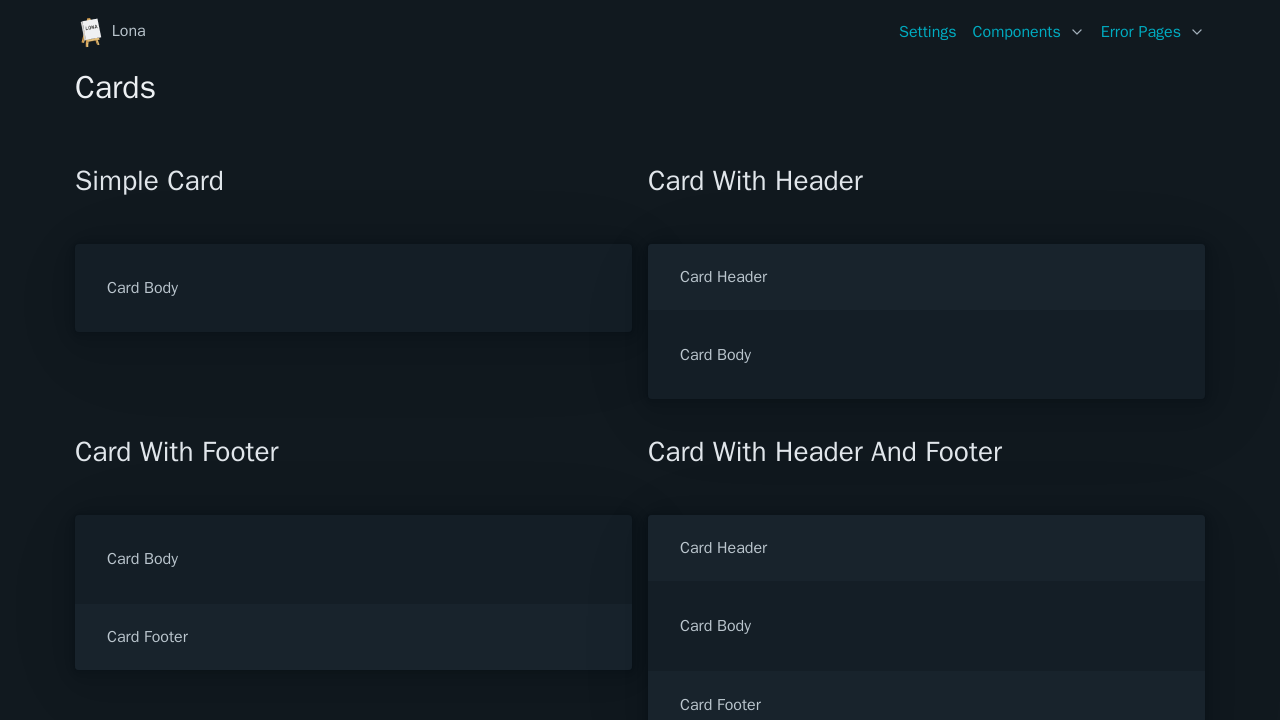 LONA
Lona
Settings
Components
Error Pages
Cards
Simple Card
Card Body
Card With Header
Card Header
Card Body
Card With Footer
Card Body
Card Footer
Card With Header And Footer
Card Header
Card Body
Card Footer